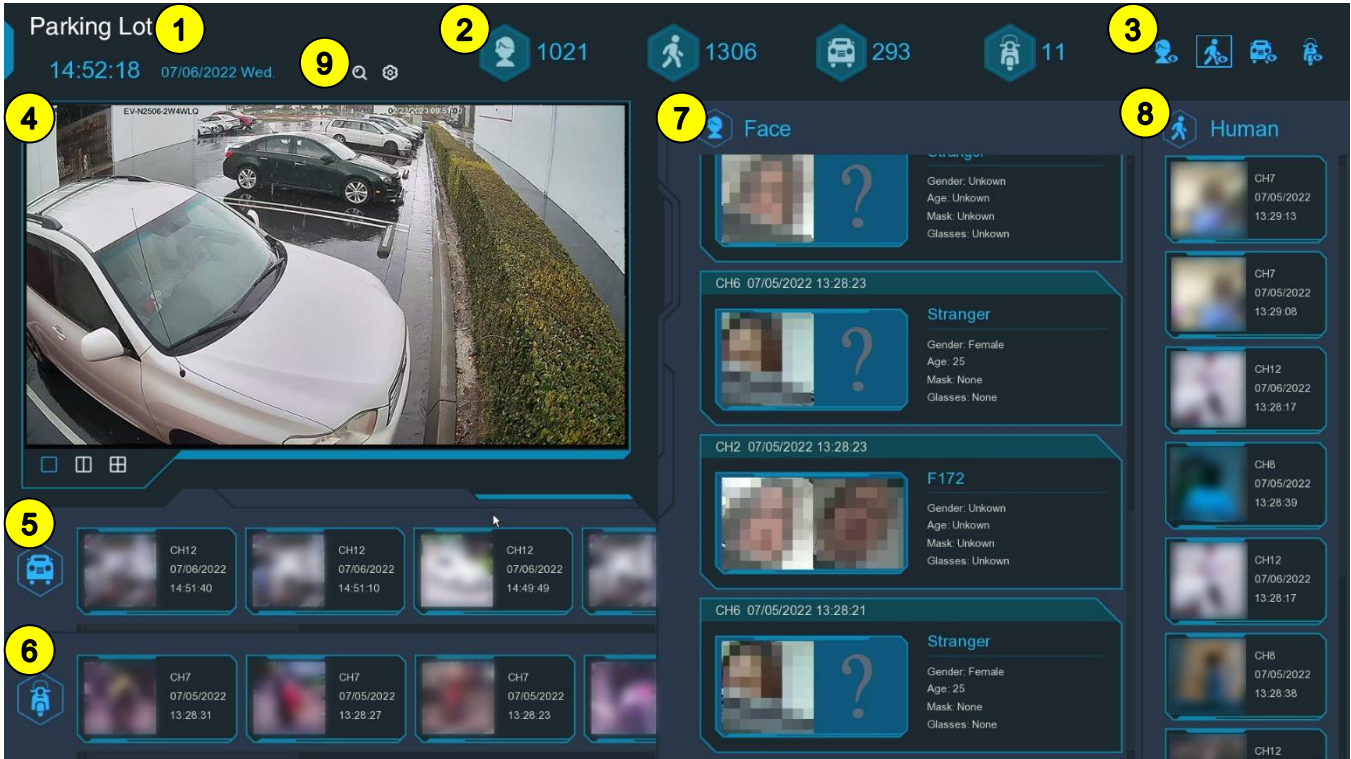 Parking Lot
1
2
3
1021
1306
293
11
14:52:18
07/06/2022 Wed.
9
4
EV-N2506-2W4WLQ
7
Face
8
Human
Gender: Unkown
Age: Unkown
Mask: Unkown
Glasses: Unkown
CH6 07/05/2022 13:28:23
Stranger
Gender: Female
Age: 25
Mask: None
Glasses: None
CH2 07/05/2022 13:28:23
F172
Gender: Unkown
Age: Unkown
Mask: Unkown
Glasses: Unkown
CH6 07/05/2022 13:28:21
Stranger
Gender: Female
Age: 25
Mask: None
Glasses: None
CH7
07/05/2022
13:29:13
CH7
07/05/2022
13:29:08
CH12
07/06/2022
13:28:17
CH8
07/05/2022
13:28:39
CH12
07/06/2022
13:28:17
CH8
07/05/2022
13:28:38
CH12
5
CH12
07/06/2022
14:51:40
CH12
07/06/2022
14:51:10
CH12
07/06/2022
14:49:49
6
CH7
07/05/2022
13:28:31
CH7
07/05/2022
13:28:27
CH7
07/05/2022
13:28:23